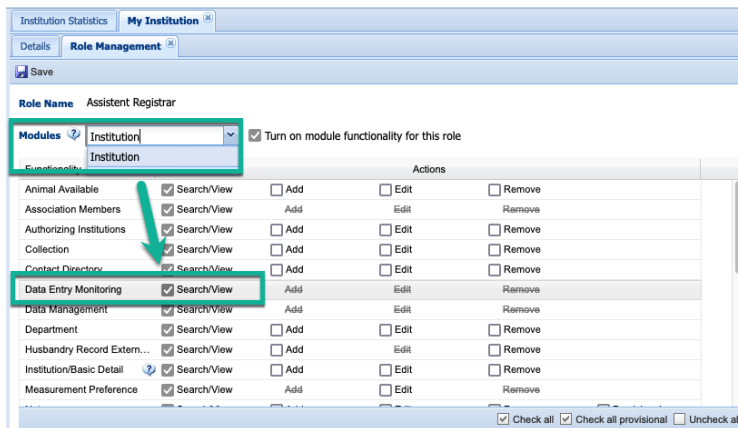 Institution Statistics My Institution
Details Role Management
Save
Role Name Assistent Registrar
Modules Institution Turn on module functionality for this role
Institution
Functionality Actions
Animal Available Search/View Add Edit Remove
Association Members Search/View Add Edit Remove
Authorizing Institutions Search/View Add Edit Remove
Collection Search/View Add Edit Remove
Contact Directory Search/View Add Edit Remove
Data Entry Monitoring Search/View Add Edit Remove
Data Management Search/View Add Edit Remove
Department Search/View Add Edit Remove
Husbandry Record Extern... Search/View Add Edit Remove
Institution/Basic Detail Search/View Add Edit Remove
Measurement Preference Search/View Add Edit Remove
Check all Check all provisional Uncheck al